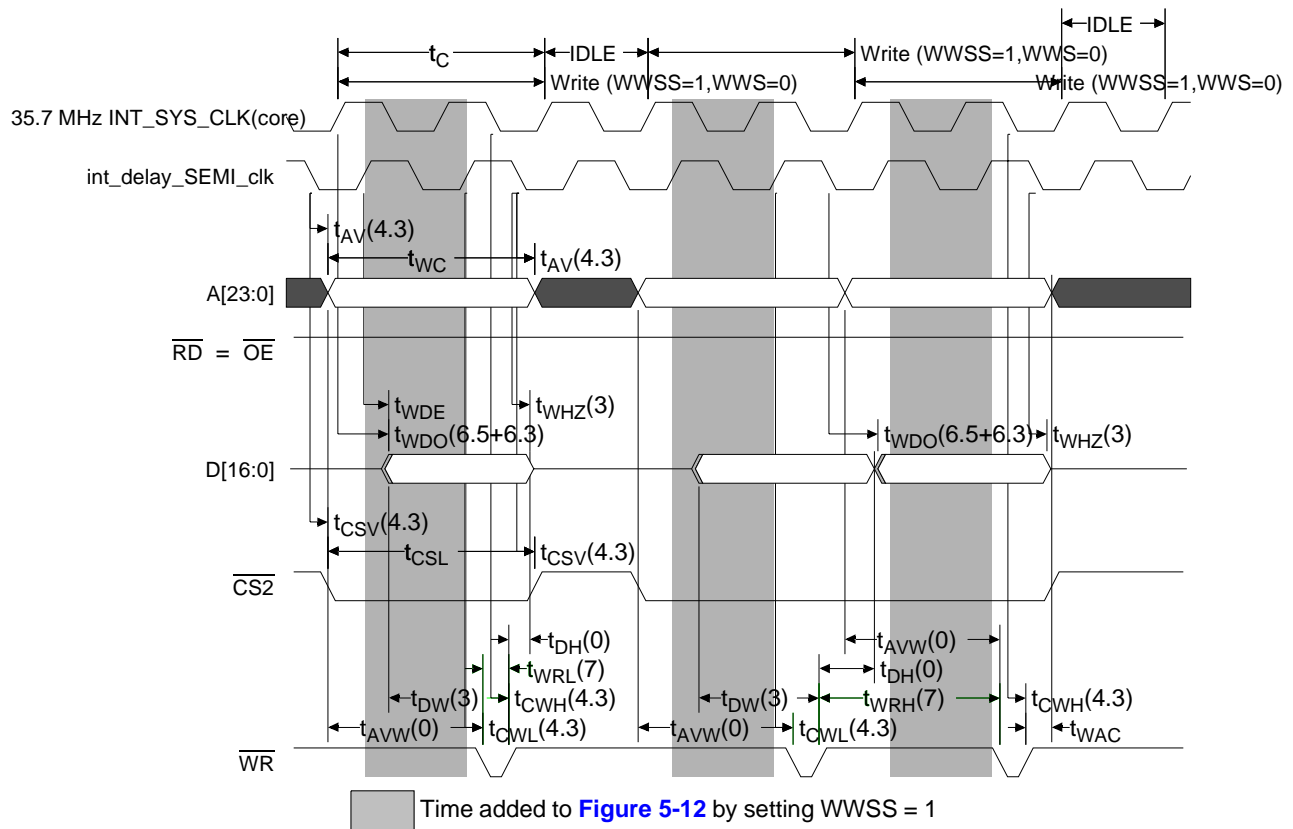 IDLE
tC
IDLE
Write (WWSS=1,WWS=0)
Write (WWSS=1,WWS=0)
Write (WWSS=1,WWS=0)
35.7 MHz INT_SYS_CLK(core)
int_delay_SEMI_clk
tAV(4.3)
tWC
tAV(4.3)
A[23:0]
RD = OE
tWDE
tWHZ(3)
tWDO(6.5+6.3)
tWDO(6.5+6.3)
tWHZ(3)
D[16:0]
tCSV(4.3)
tCSL
tCSV(4.3)
CS2
tDH(0)
tAVW(0)
tWRL(7)
tDH(0)
tDW(3)
tCWH(4.3)
tDW(3)
tWRH(7)
tCWH(4.3)
tAVW(0)
tCWL(4.3)
tAVW(0)
tCWL(4.3)
tWAC
WR
Time added to Figure 5-12 by setting WWSS = 1